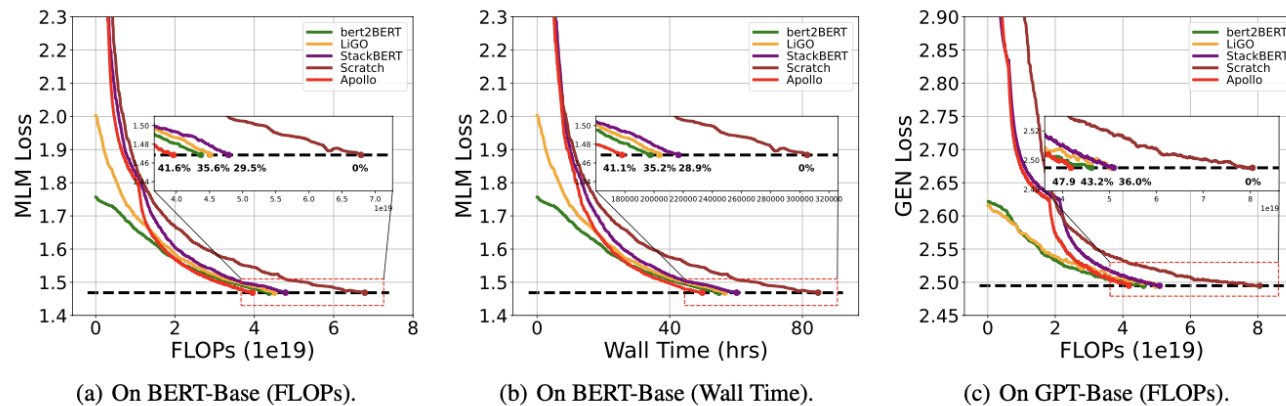 2.3
2.2
2.1
2.0
1.9
1.8
1.7
1.6
1.5
1.4
MLM Loss
bert2BERT
LiGO
StackBERT
Scratch
Apollo
1.50
1.48
1.46
1.44
41.6% 35.6% 29.5% 0%
4.0 4.5 5.0 5.5 6.0 6.5 7.0
1e19
0 2 4 6 8
FLOPs (1e19)
(a) On BERT-Base (FLOPs).
2.3
2.2
2.1
2.0
1.9
1.8
1.7
1.6
1.5
1.4
MLM Loss
bert2BERT
LiGO
StackBERT
Scratch
Apollo
1.50
1.48
1.46
41.1% 35.2% 28.9% 0%
180000 200000 220000 240000 260000 280000 300000 320000
0 40 80
Wall Time (hrs)
(b) On BERT-Base (Wall Time).
2.90
2.85
2.80
2.75
2.70
2.65
2.60
2.55
2.50
2.45
GEN Loss
bert2BERT
LiGO
StackBERT
Scratch
Apollo
2.52
2.50
47.9 43.2% 36.0% 0%
5 6 7 8
1e19
0 2 4 6 8
FLOPs (1e19)
(c) On GPT-Base (FLOPs).